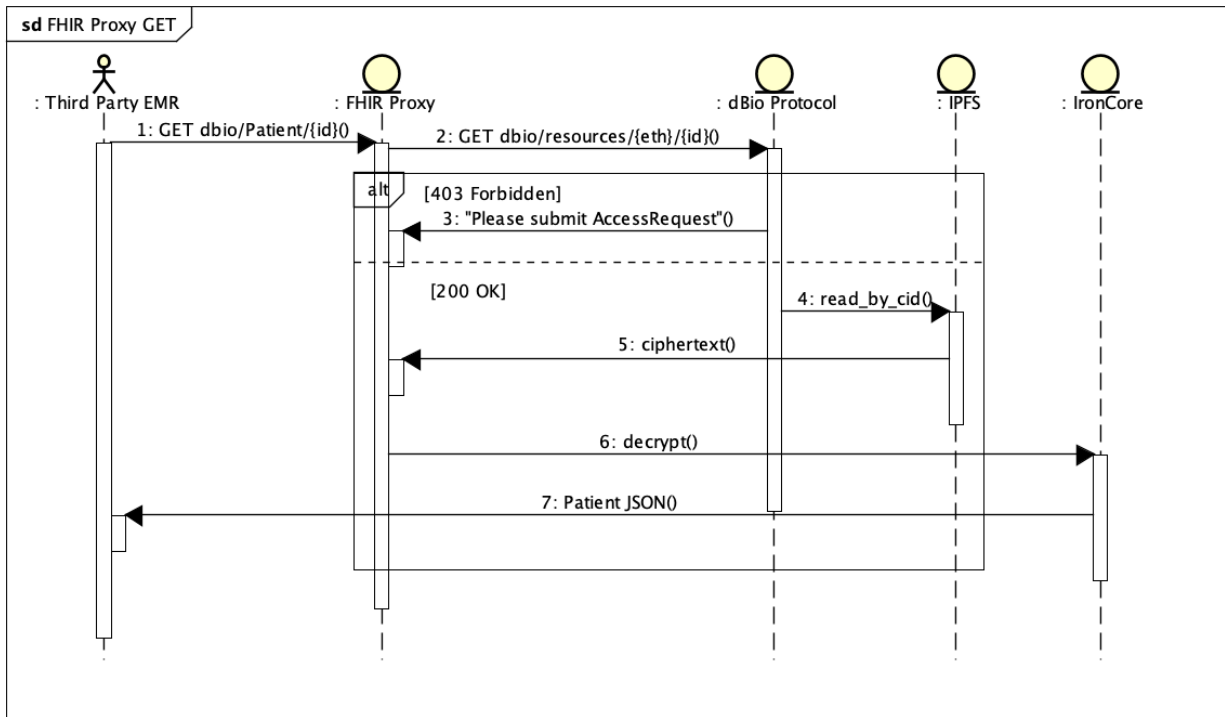 sd FHIR Proxy GET
: Third Party EMR
: FHIR Proxy
: dBio Protocol
: IPFS
: IronCore
1: GET dbio/Patient/{id}()
2: GET dbio/resources/{eth}/{id}()
alt
[403 Forbidden]
3: "Please submit AccessRequest"()
[200 OK]
4: read_by_cid()
5: ciphertext()
6: decrypt()
7: Patient JSON()